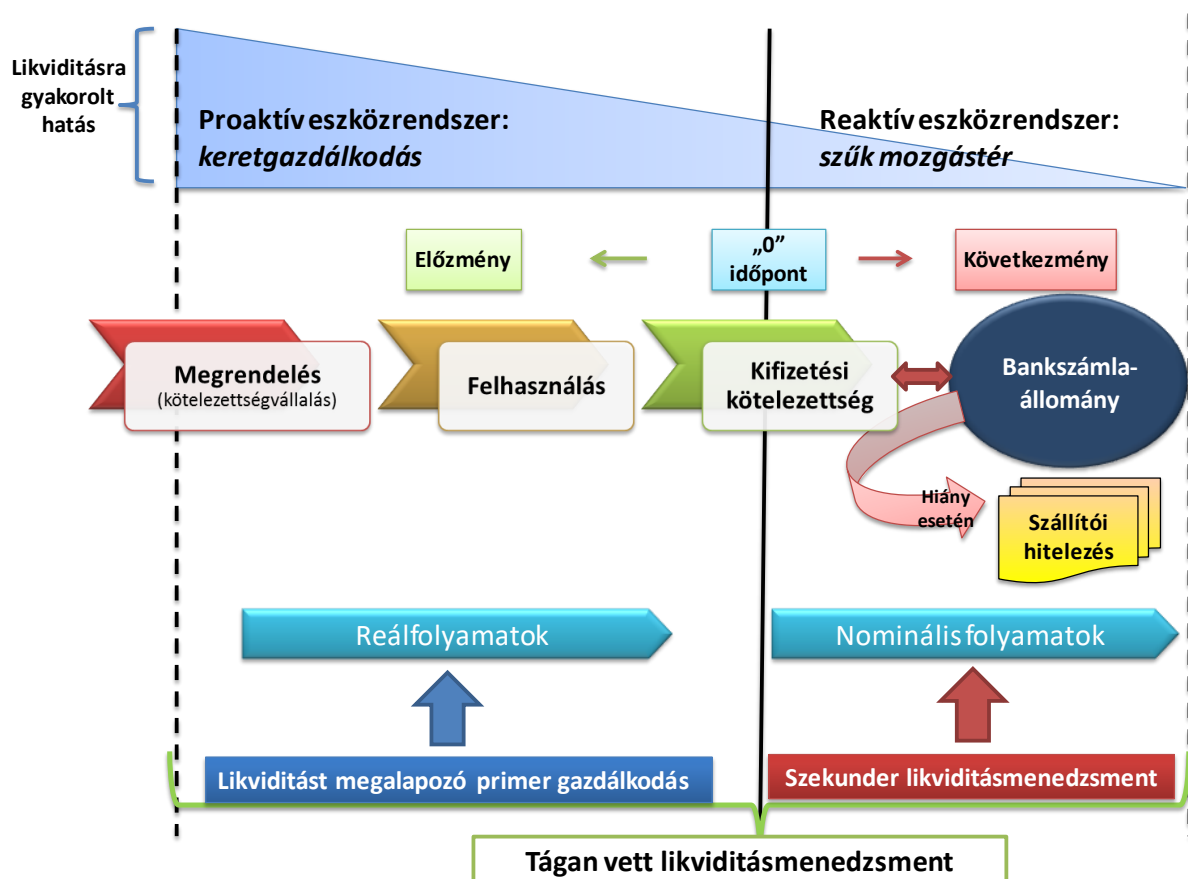 Likviditásra
gyakorolt
hatás
Proaktív eszközrendszer:
keretgazdálkodás
Reaktív eszközrendszer:
szűk mozgástér
Előzmény
„0”
időpont
Következmény
Megrendelés
(kötelezettségvállalás)
Felhasználás
Kifizetési
kötelezettség
Bankszámla-
állomány
Hiány
esetén
Szállítói
hitelezés
Reálfolyamatok
Nominális folyamatok
Likviditást megalapozó primer gazdálkodás
Szekunder likviditásmenedzsment
Tágan vett likviditásmenedzsment